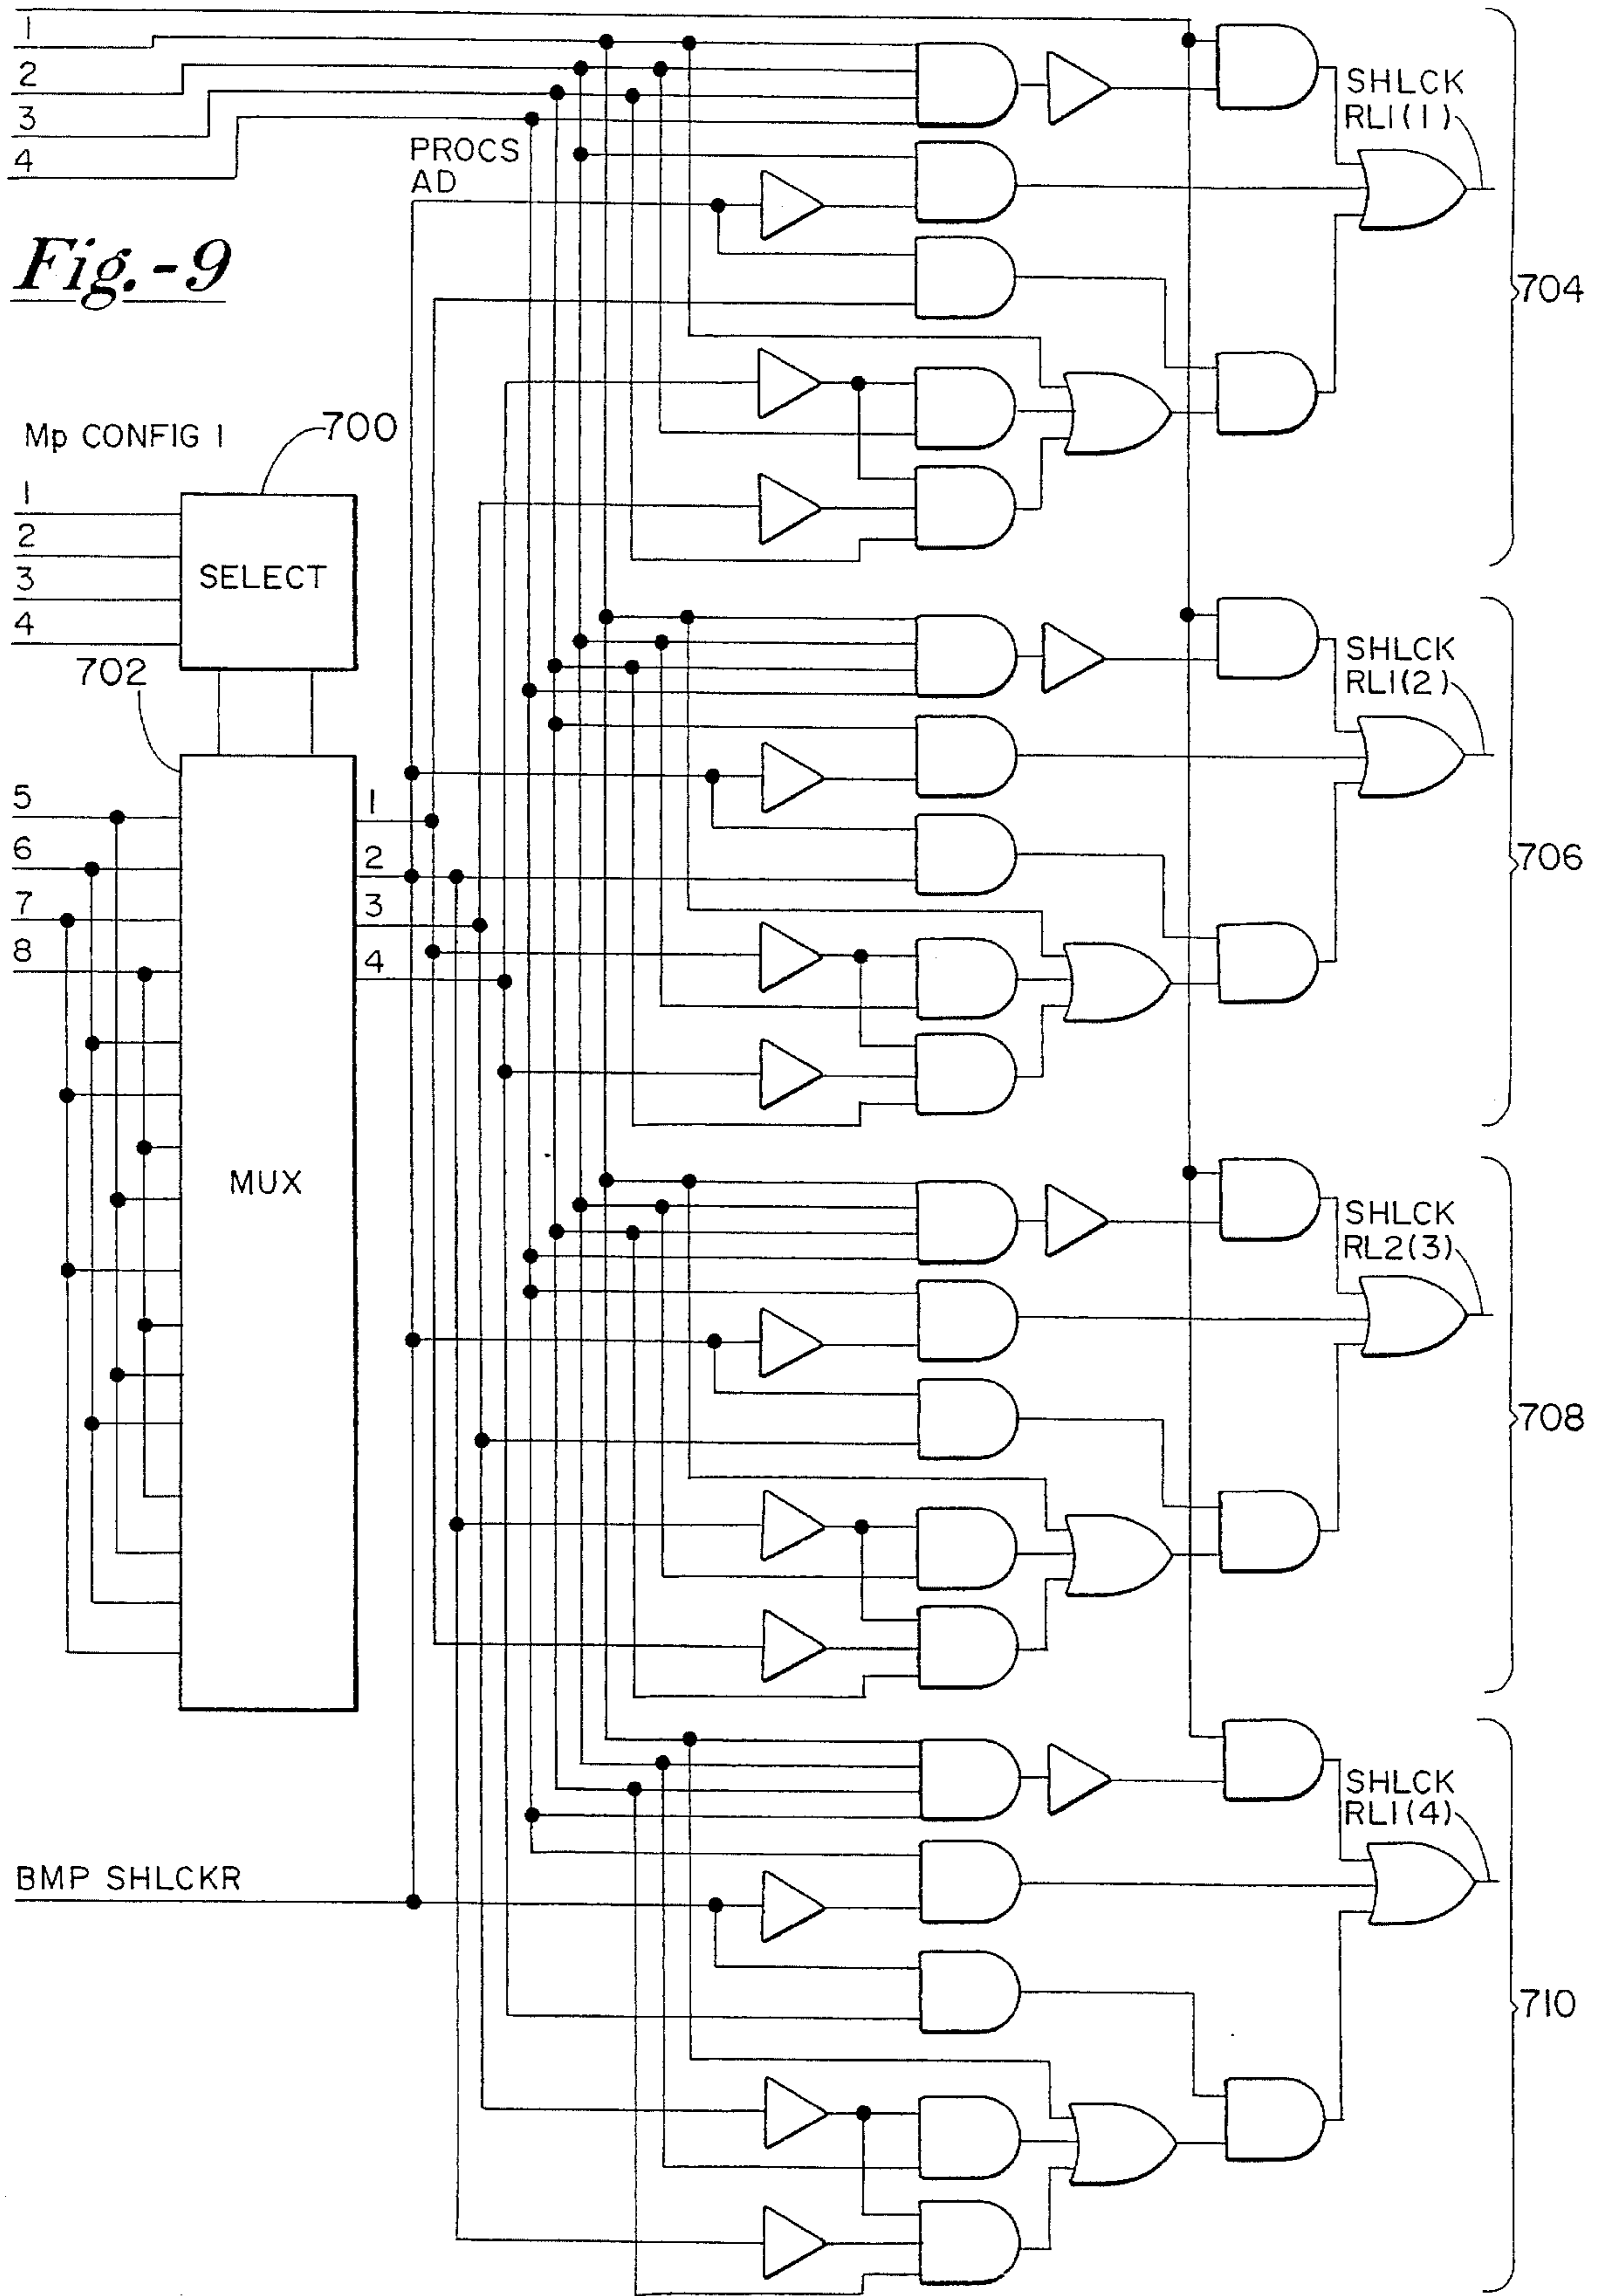 1
2
3
4
PROCS
AD
SHLCK
RL1(1)
Fig.-9
704
Mp CONFIG 1
700
1
2
3
4
SELECT
702
SHLCK
RL1(2)
706
5
6
7
8
1
2
3
4
MUX
SHLCK
RL2(3)
708
BMP SHLCKR
SHLCK
RL1(4)
710